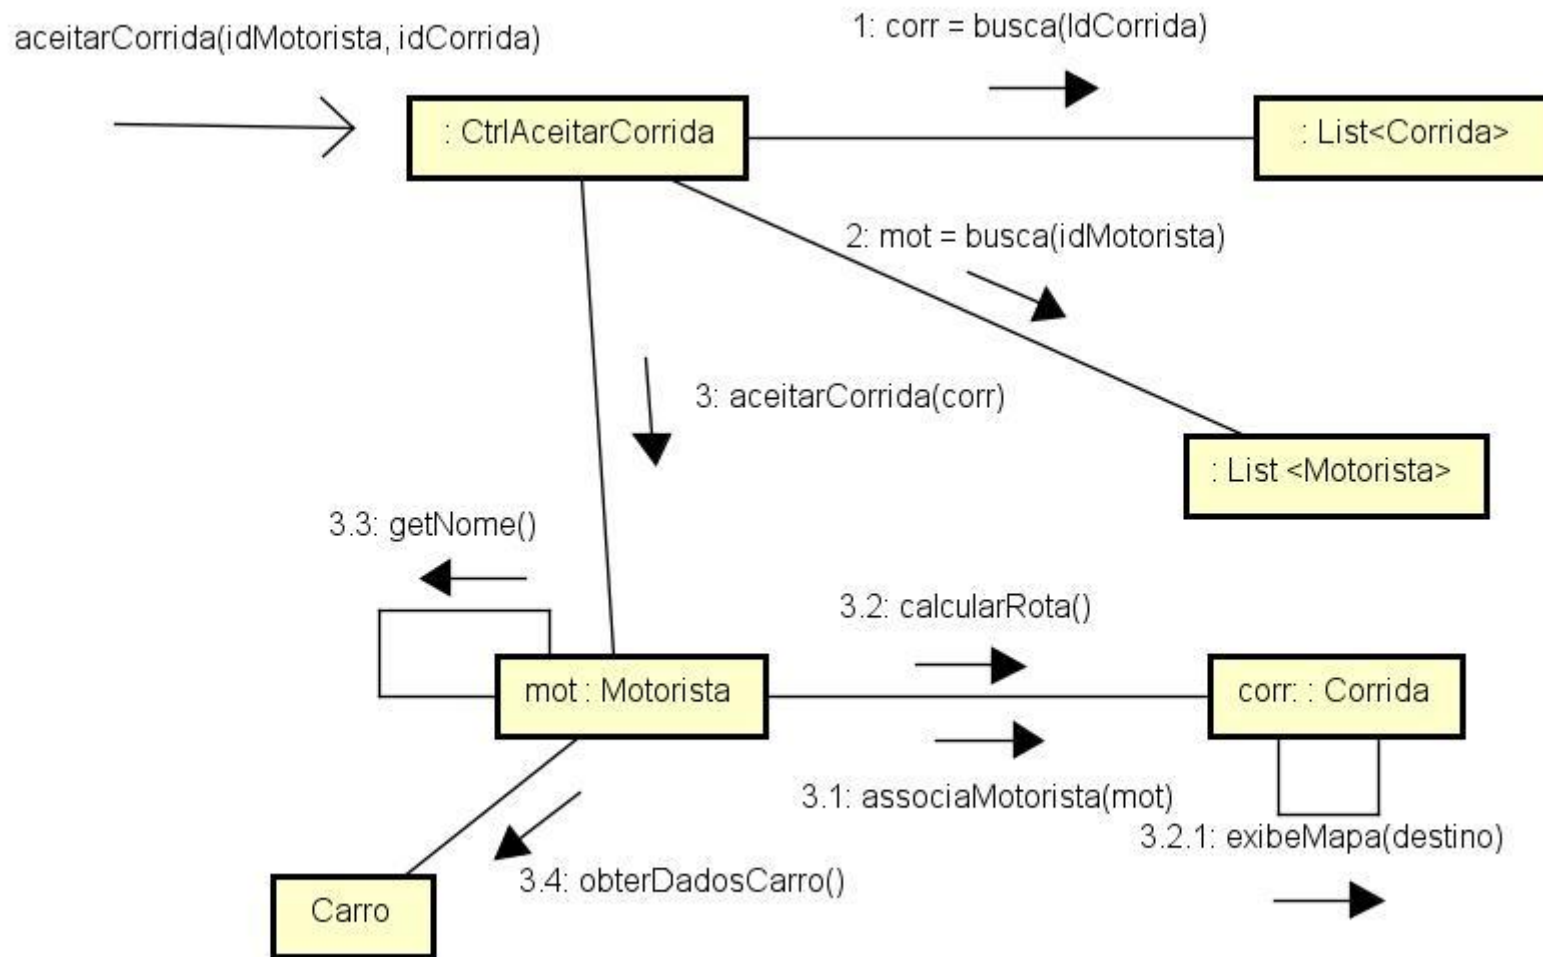 1: corr = busca(IdCorrida)
aceitarCorrida(idMotorista, idCorrida)
: CtrlAceitarCorrida
: List<Corrida>
2: mot = busca(idMotorista)
3: aceitarCorrida(corr)
: List <Motorista>
3.3: getNome()
3.2: calcularRota()
mot : Motorista
corr: : Corrida
3.1: associaMotorista(mot)
3.2.1: exibeMapa(destino)
3.4: obterDadosCarro()
Carro